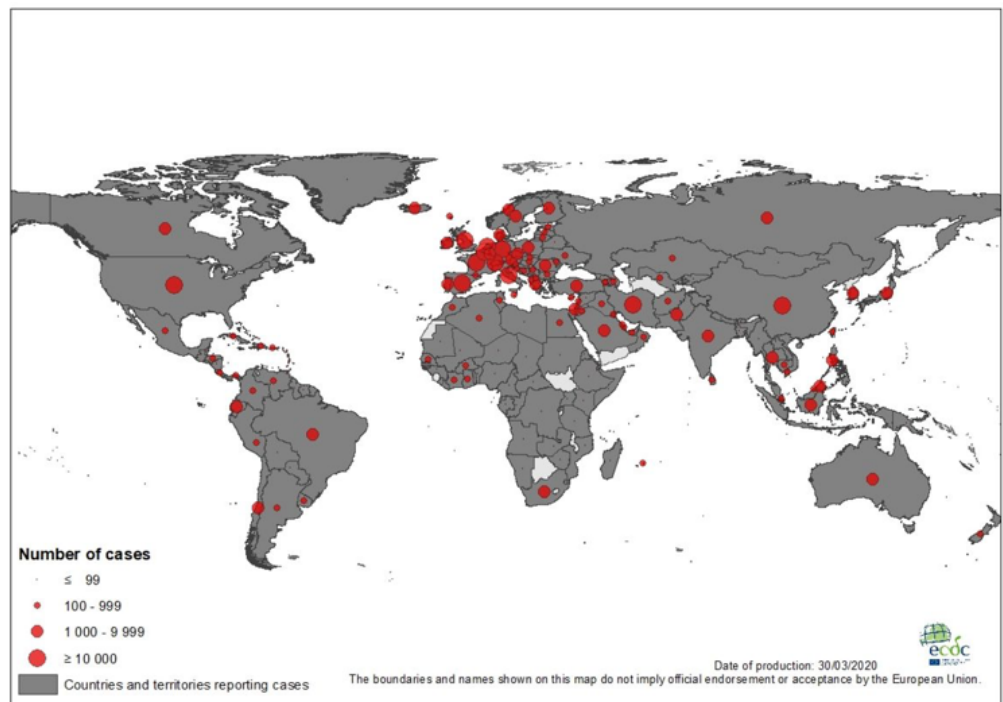 Number of cases
≤ 99
100 - 999
1 000 - 9 999
≥ 10 000
Countries and territories reporting cases
ecdc
Date of production: 30/03/2020
The boundaries and names shown on this map do not imply official endorsement or acceptance by the European Union.